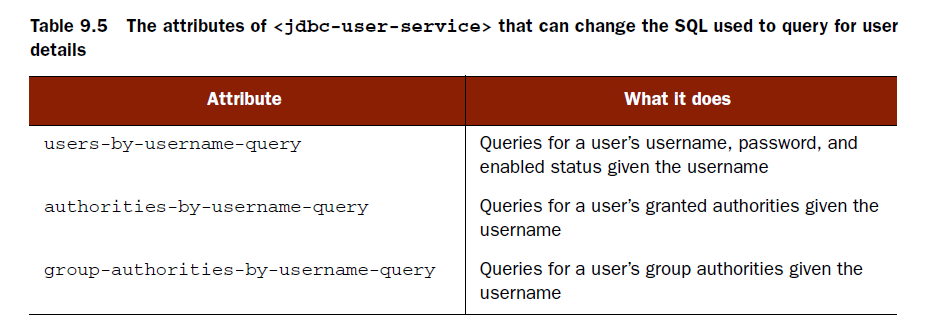 Table 9.5 The attributes of <jdbc-user-service> that can change the SQL used to query for user
details
Attribute What it does
users-by-username-query Queries for a user’s username, password, and
enabled status given the username
authorities-by-username-query Queries for a user’s granted authorities given the
username
group-authorities-by-username-query Queries for a user’s group authorities given the
username